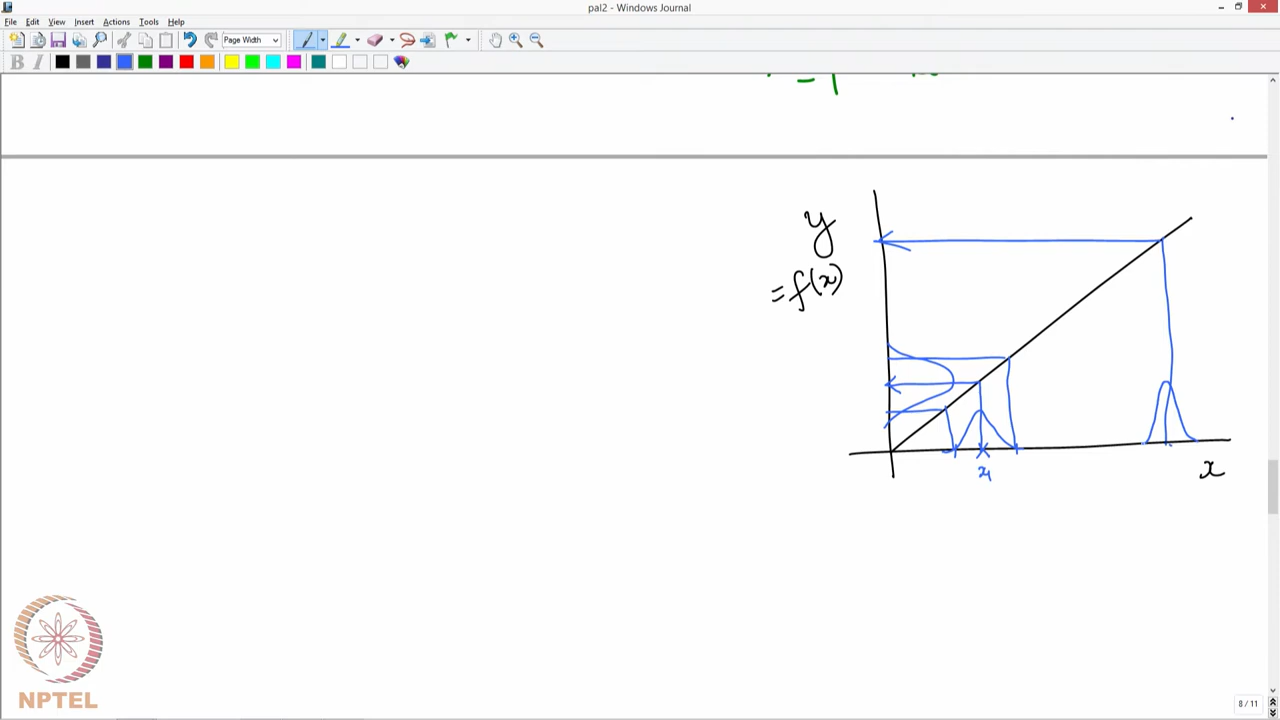 pal2 - Windows Journal
File Edit View Insert Actions Tools Help
Page Width
B I
y
= f(x)
x₁
x
NPTEL
8 / 11